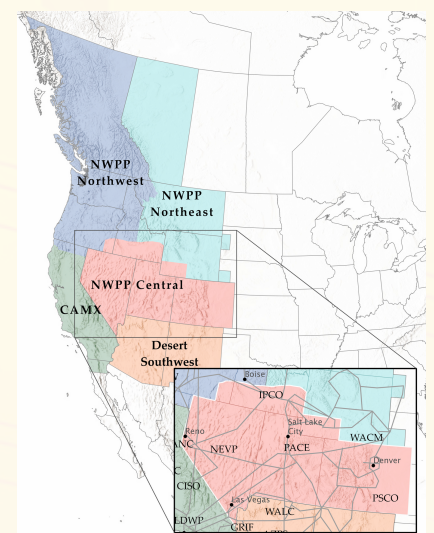 NWPP
Northwest
NWPP
Northeast
NWPP Central
CAMX
Desert
Southwest
Boise
IPCO
Reno
Salt Lake
City
WACM
NEVP
PACE
Denver
CISO
PSCO
Las Vegas
WALC
LDWP
GRIF